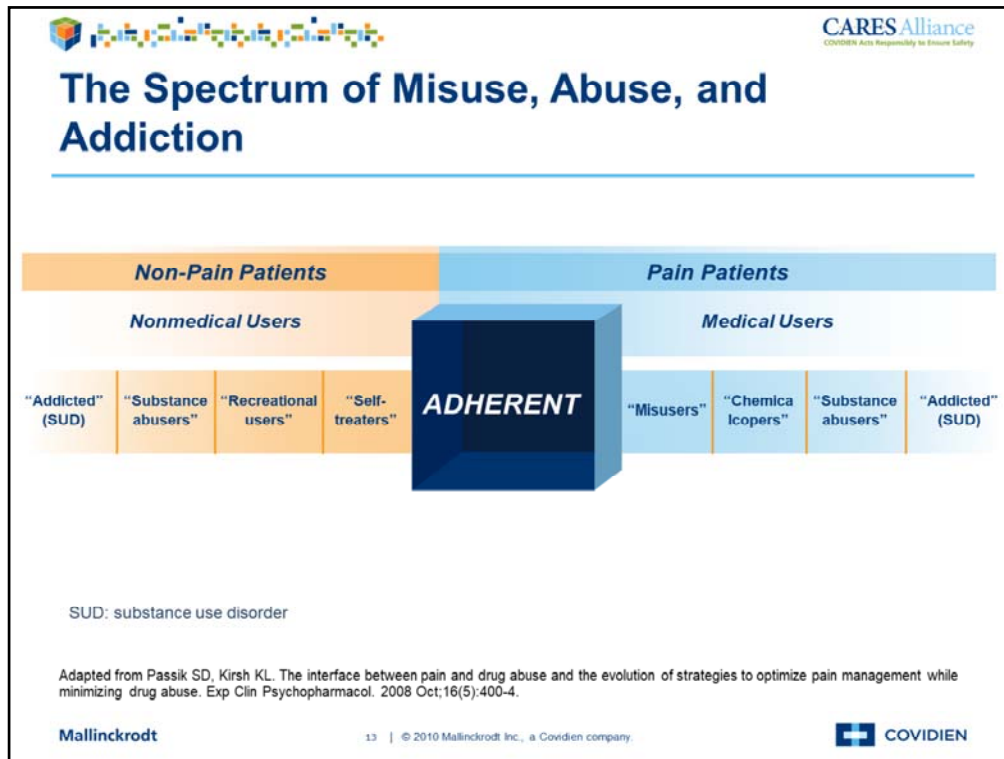 CARES Alliance
COVIDIEN Acts Responsibly to Ensure Safety
The Spectrum of Misuse, Abuse, and
Addiction
Non-Pain Patients
Pain Patients
Nonmedical Users
Medical Users
"Addicted"
(SUD)
"Substance
abusers"
"Recreational
users"
"Self-
treaters"
ADHERENT
"Misusers"
"Chemica
lcopers"
"Substance
abusers"
"Addicted"
(SUD)
SUD: substance use disorder
Adapted from Passik SD, Kirsh KL. The interface between pain and drug abuse and the evolution of strategies to optimize pain management while
minimizing drug abuse. Exp Clin Psychopharmacol. 2008 Oct;16(5):400-4.
Mallinckrodt
13 | © 2010 Mallinckrodt Inc., a Covidien company.
COVIDIEN